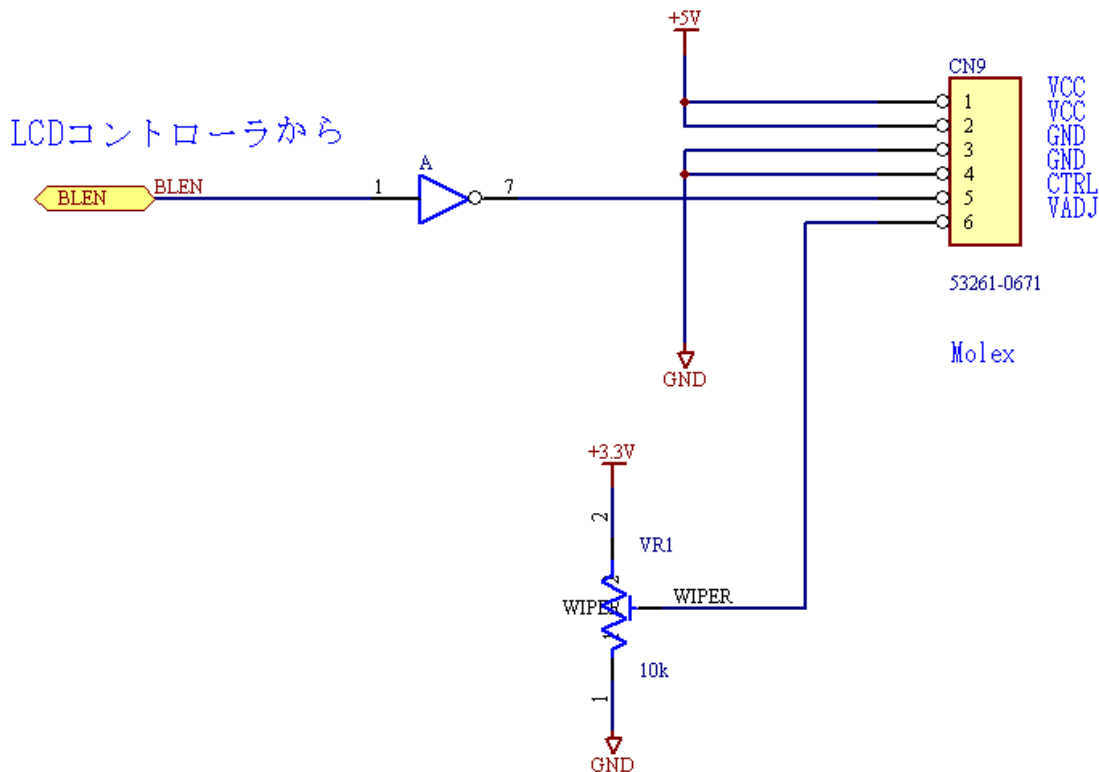 +5V
CN9
LCDコントローラから
BLEN
BLEN
1
A
7
1
2
3
4
5
6
VCC
VCC
GND
GND
CTRL
VADJ
53261-0671
Molex
GND
+3.3V
2
VR1
2
WIPER
WIPER
1
10k
1
GND